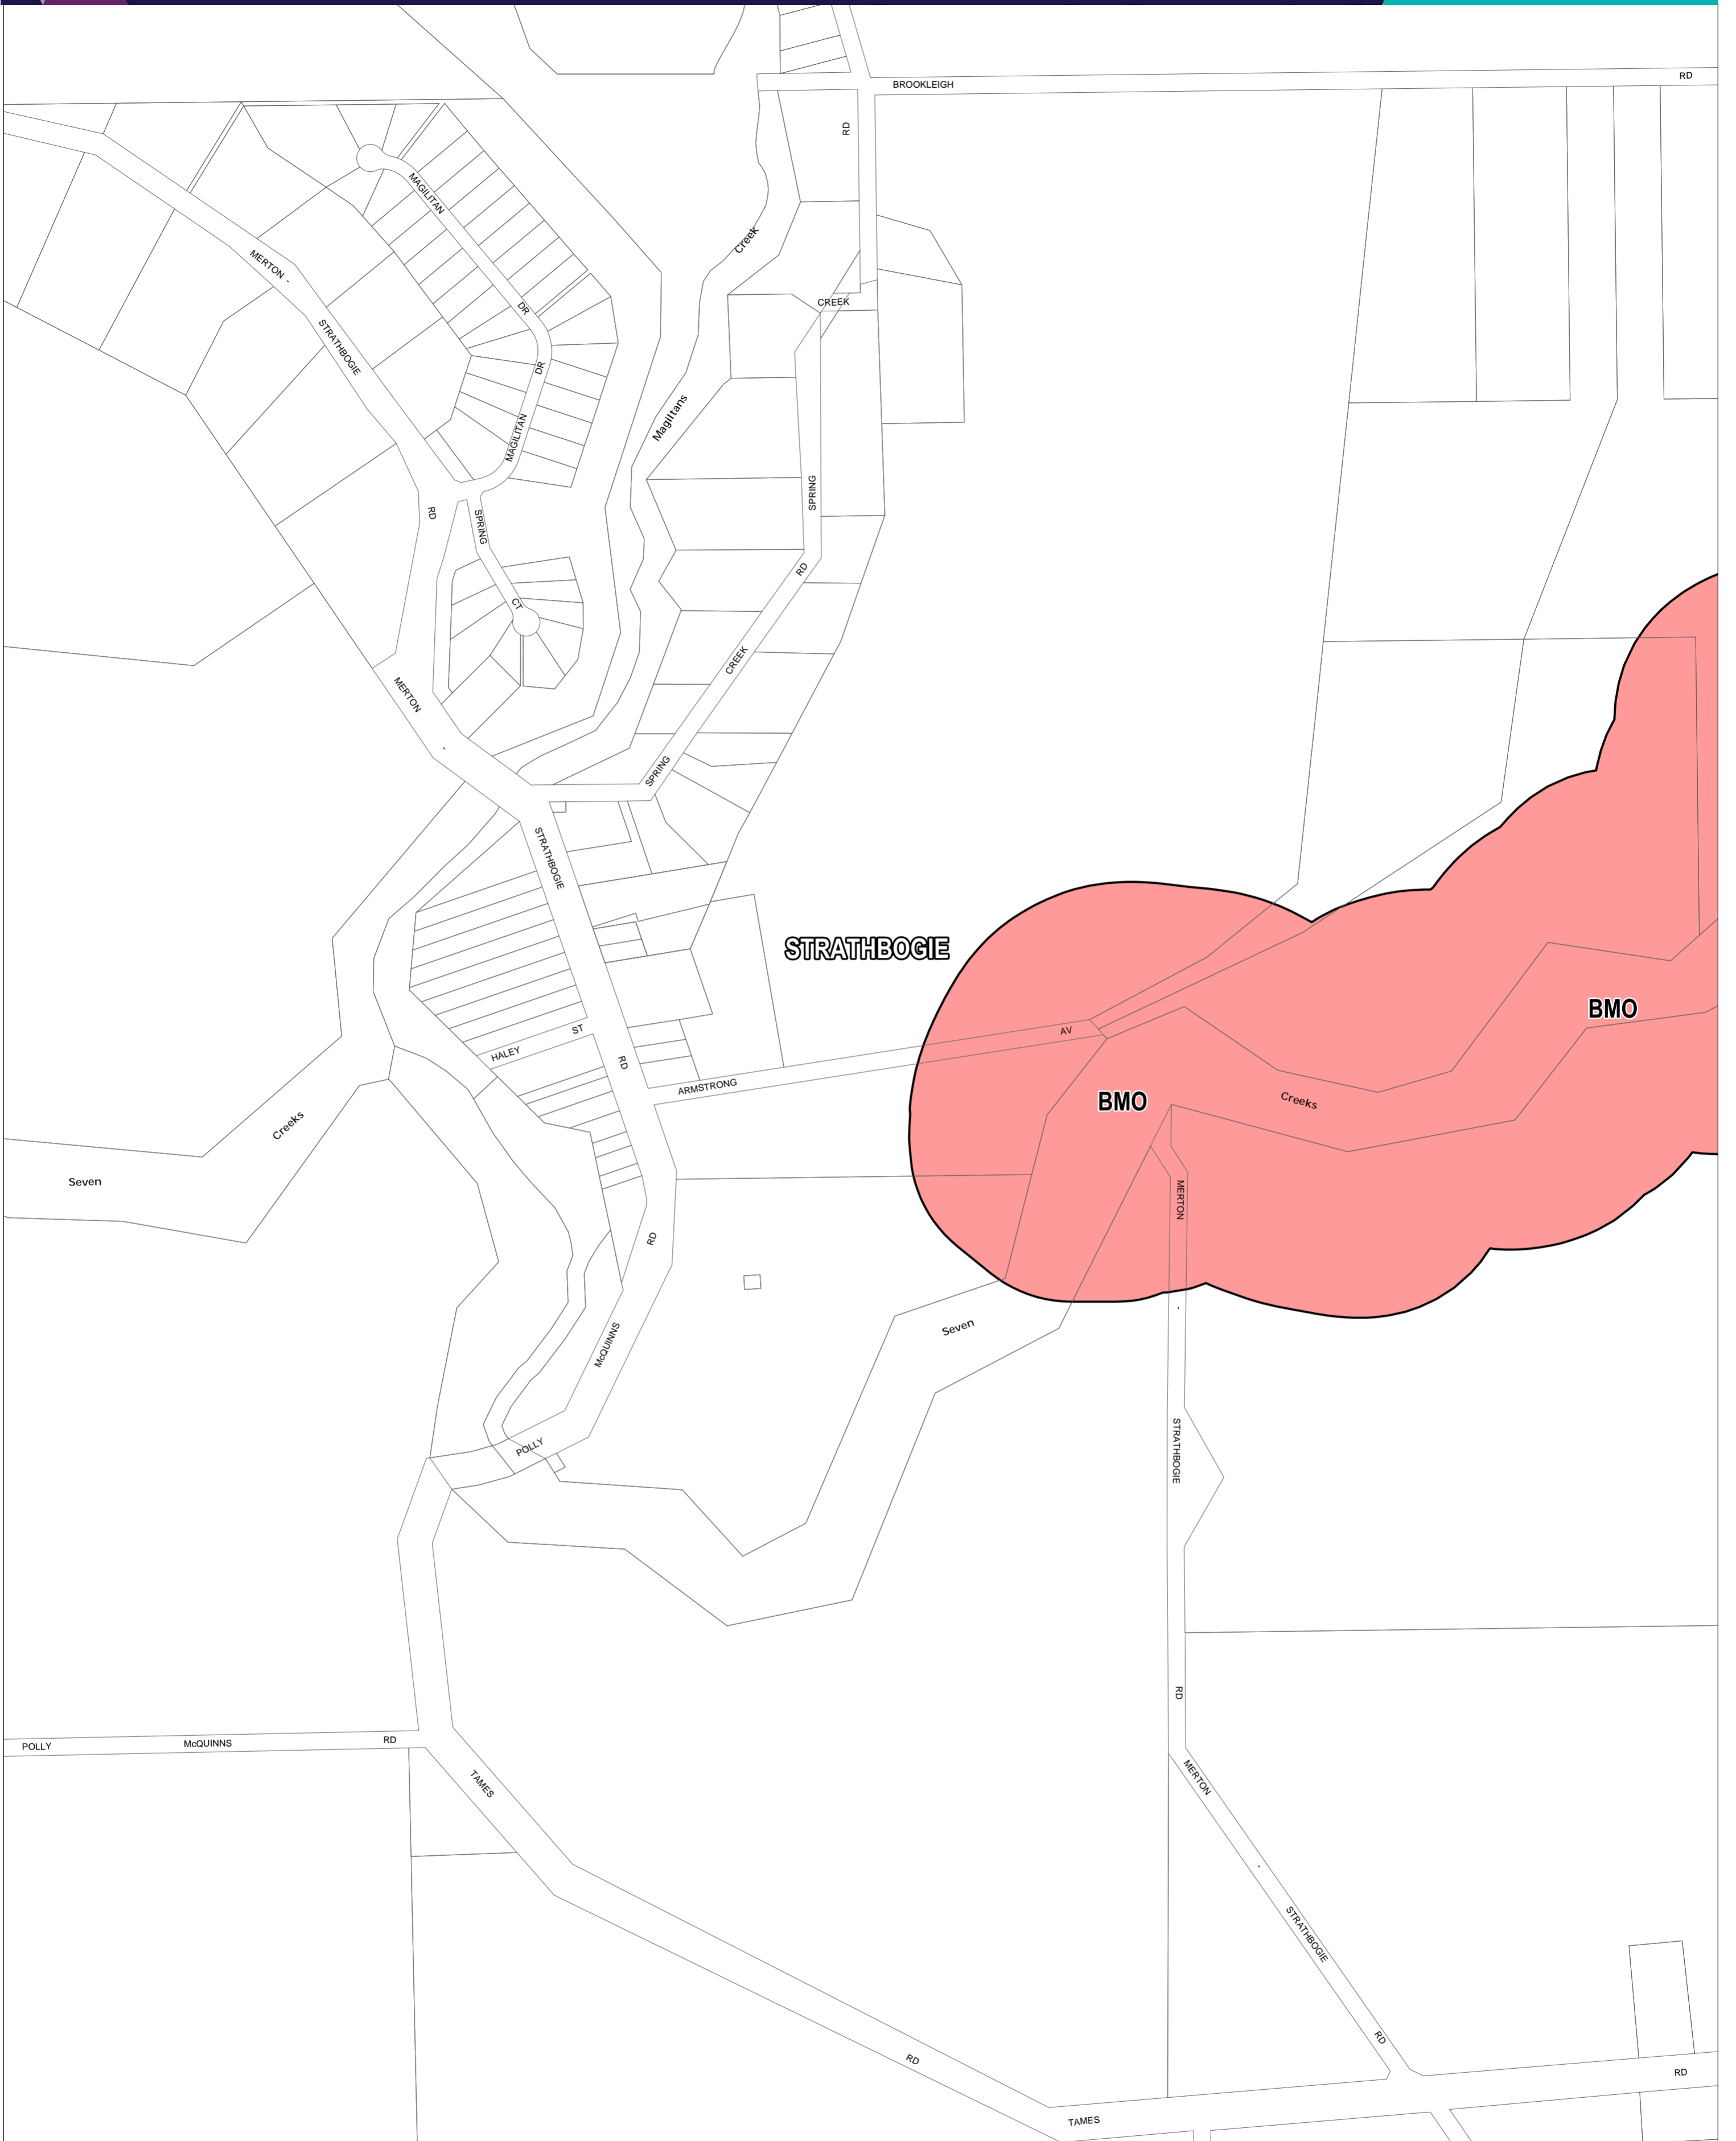 BROOKLEIGH
RD
RD
MAGILITAN
Creek
MERTON -
CREEK
DR
STRATHBOGIE
DR
Magiltans
MAGILITAN
SPRING
RD
SPRING
RD
CT
CREEK
MERTON
-
SPRING
STRATHBOGIE
STRATHBOGIE
BMO
ST
AV
HALEY
RD
ARMSTRONG
BMO
Creeks
Creeks
Seven
MERTON
RD
-
Seven
McQUINNS
POLLY
STRATHBOGIE
RD
POLLY
McQUINNS
RD
TAMES
MERTON
-
STRATHBOGIE
RD
RD
RD
TAMES